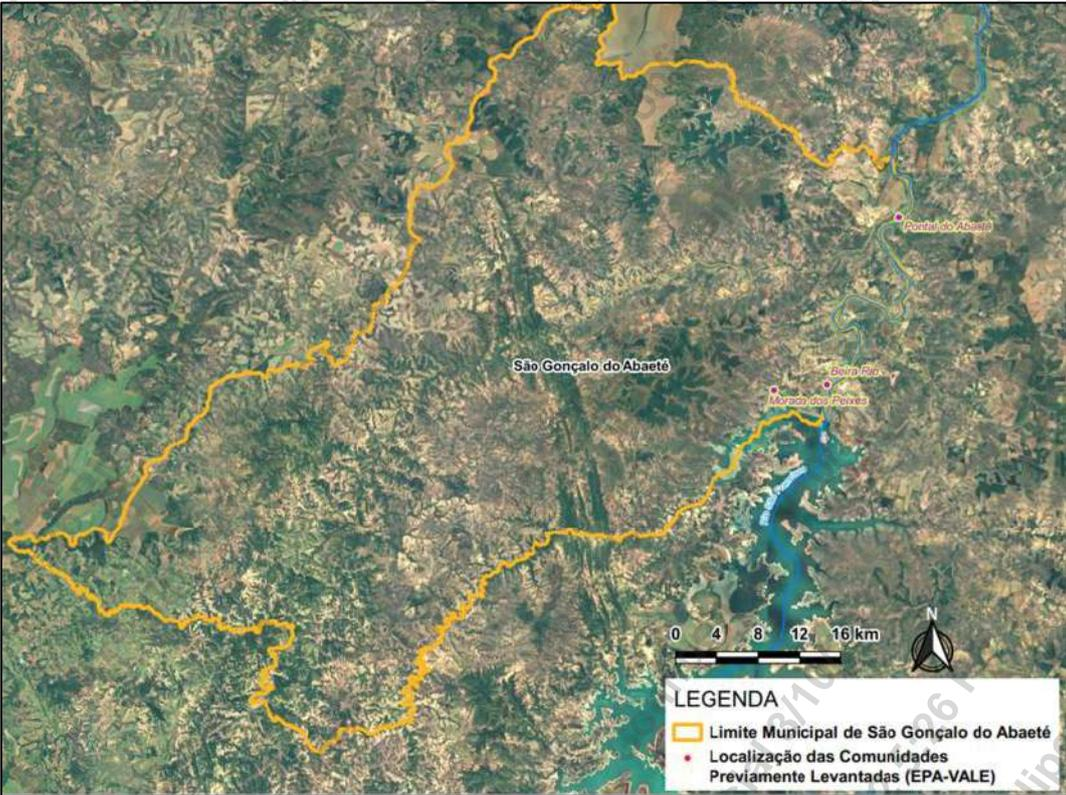 Pontal do Abaeté
São Gonçalo do Abaeté
Beira Rio
Morada dos Peixes
0 4 8 12 16 km
N
LEGENDA
Limite Municipal de São Gonçalo do Abaeté
Localização das Comunidades
Previamente Levantadas (EPA-VALE)